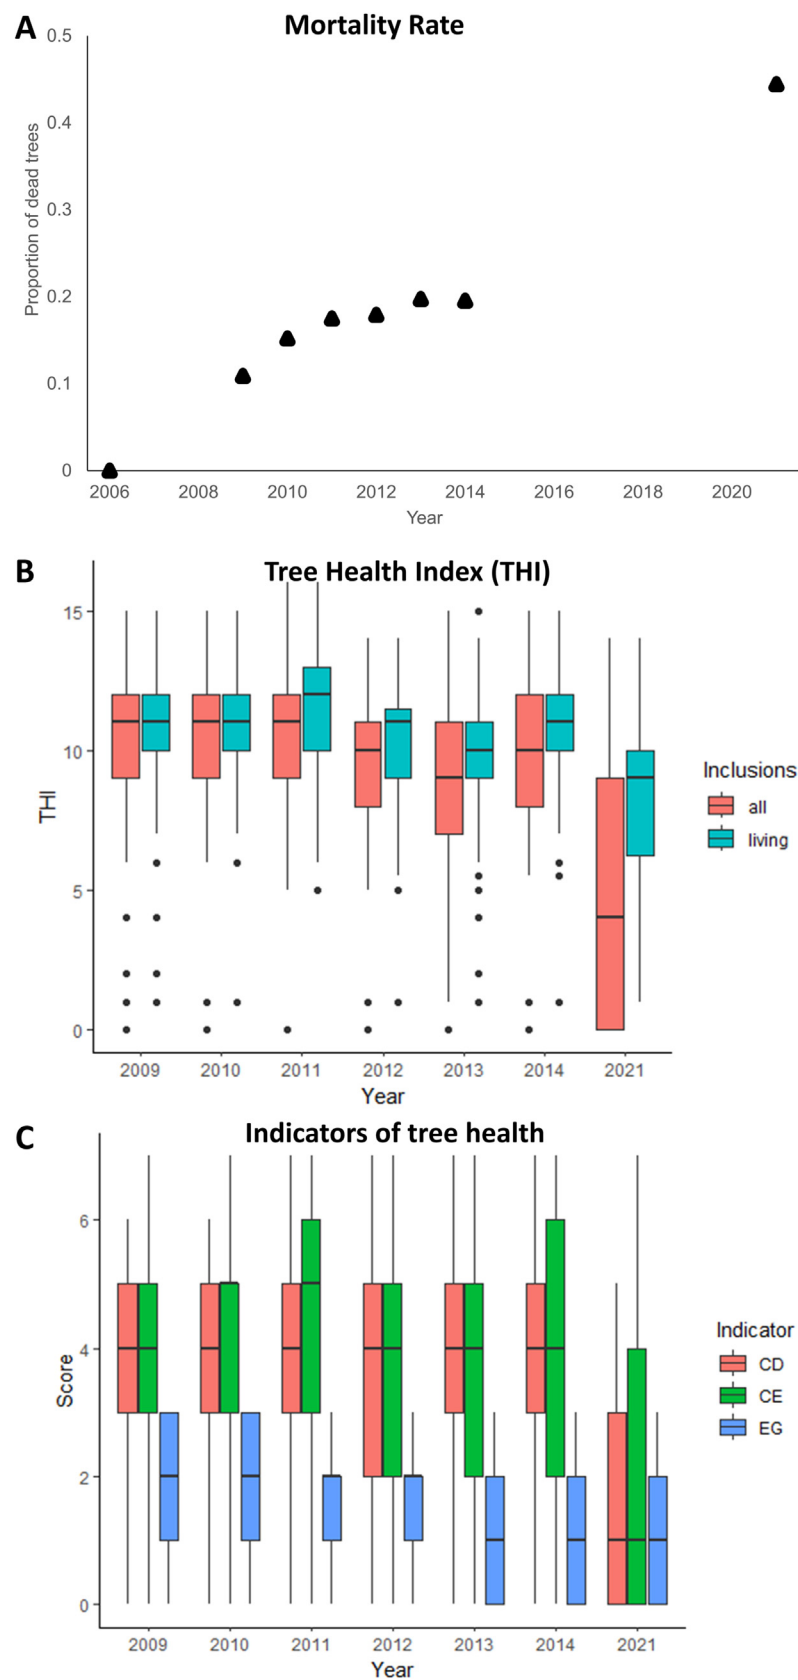 A
Mortality Rate
0.5
0.4
0.3
0.2
0.1
0
Proportion of dead trees
2006 2008 2010 2012 2014 2016 2018 2020
Year
B
Tree Health Index (THI)
15
10
5
0
THI
2009 2010 2011 2012 2013 2014 2021
Year
Inclusions
all
living
C
Indicators of tree health
6
4
2
0
Score
2009 2010 2011 2012 2013 2014 2021
Year
Indicator
CD
CE
EG